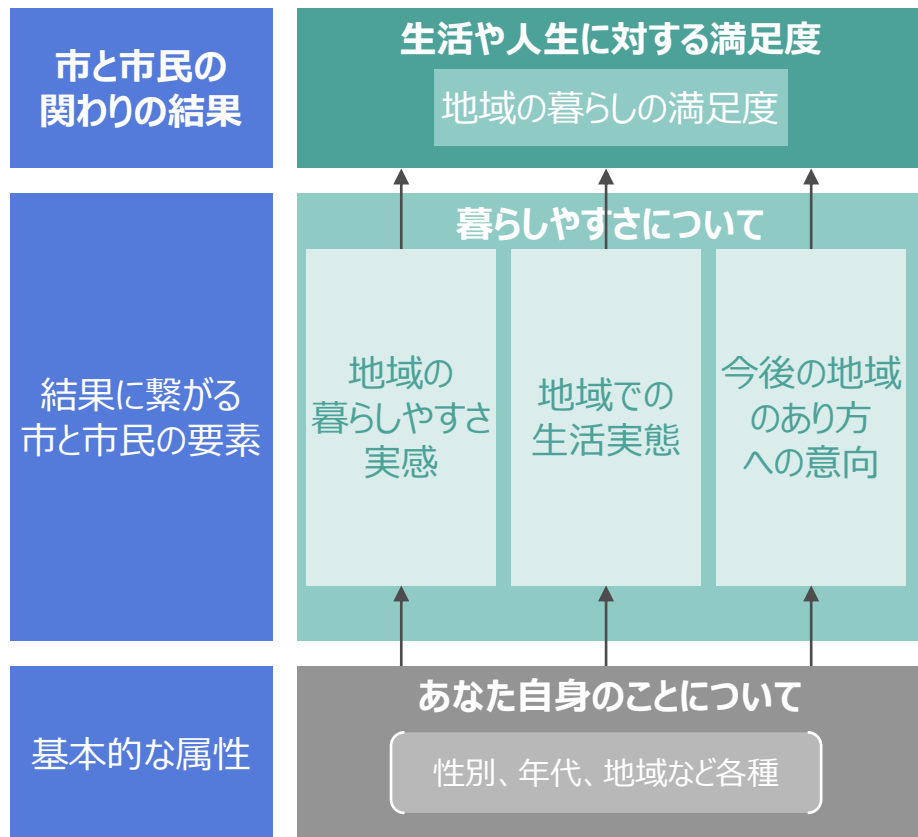 市と市民の
関わりの結果
生活や人生に対する満足度
地域の暮らしの満足度
結果に繋がる
市と市民の要素
暮らしやすさについて
地域の
暮らしやすさ
実感
地域での
生活実態
今後の地域
のあり方
への意向
基本的な属性
あなた自身のことについて
性別、年代、地域など各種